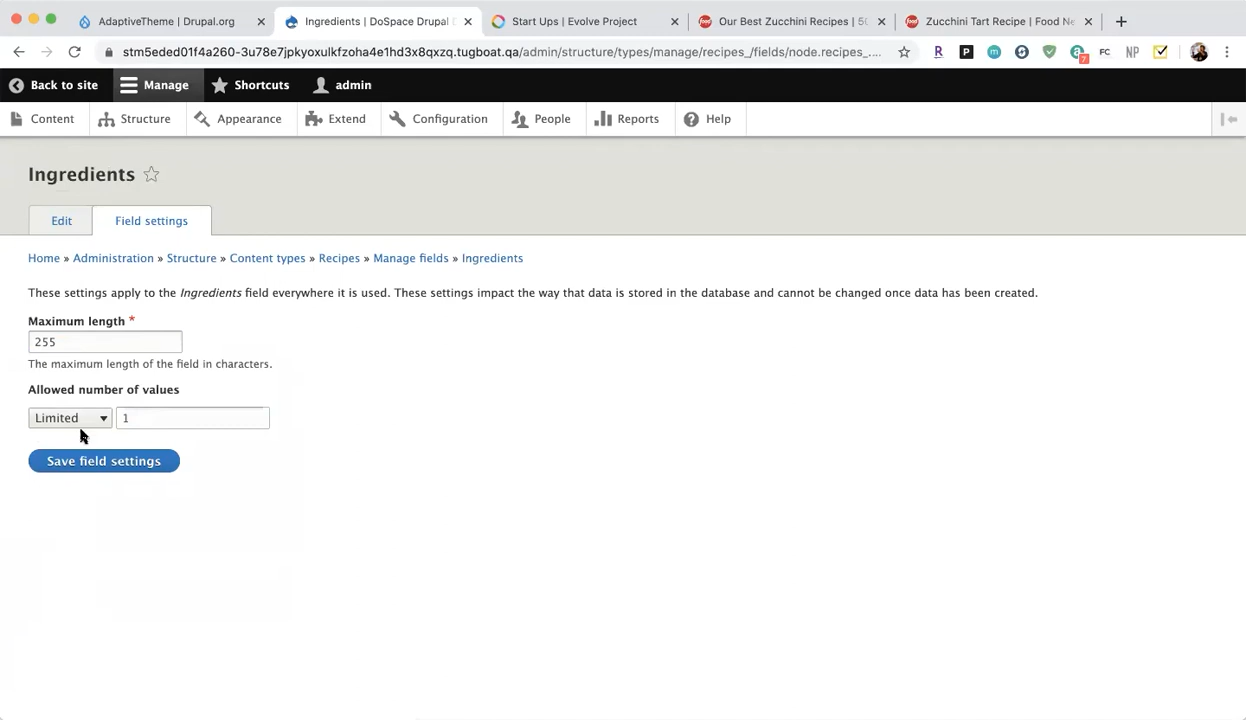 AdaptiveTheme | Drupal.org
Ingredients | DoSpace Drupal
Start Ups | Evolve Project
Our Best Zucchini Recipes | 50
Zucchini Tart Recipe | Food Ne
stm5eded01f4a260-3u78e7jpkyoxulkfzoha4e1hd3x8qxzq.tugboat.qa/admin/structure/types/manage/recipes_/fields/node.recipes_....
R P m a 7 FC NP
Back to site Manage Shortcuts admin
Content Structure Appearance Extend Configuration People Reports Help
Ingredients
Edit Field settings
Home » Administration » Structure » Content types » Recipes » Manage fields » Ingredients
These settings apply to the Ingredients field everywhere it is used. These settings impact the way that data is stored in the database and cannot be changed once data has been created.
Maximum length *
255
The maximum length of the field in characters.
Allowed number of values
Limited 1
Save field settings